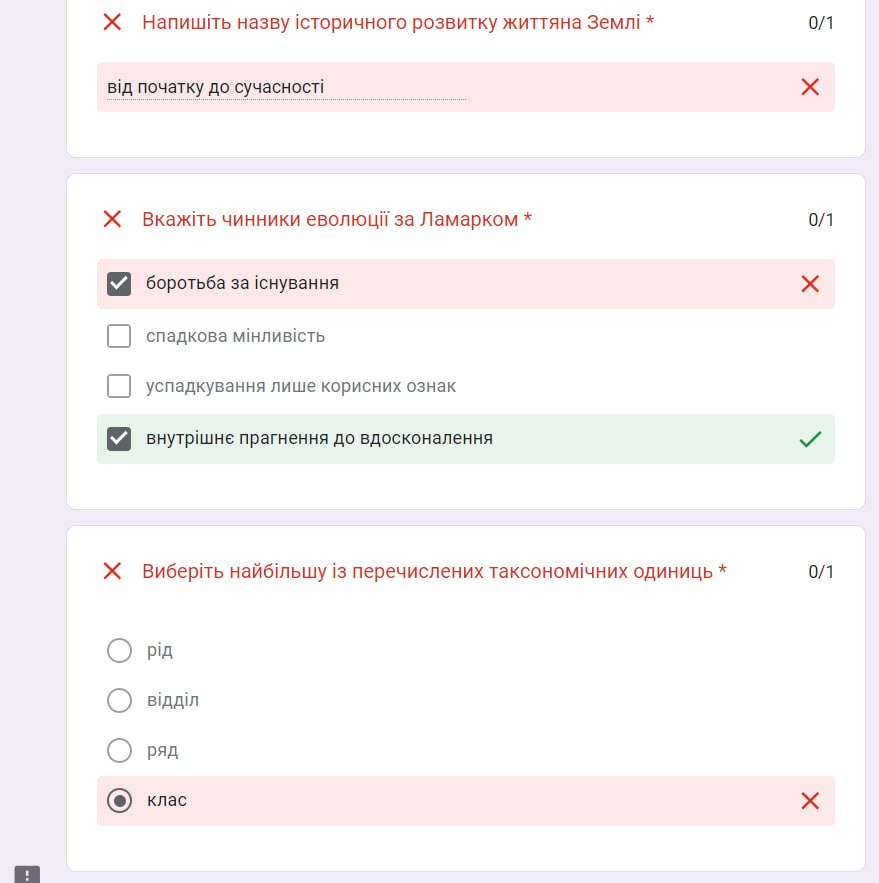 Напишіть назву історичного розвитку життяна Землі *
0/1
від початку до сучасності
Вкажіть чинники еволюції за Ламарком *
0/1
боротьба за існування
спадкова мінливість
успадкування лише корисних ознак
внутрішнє прагнення до вдосконалення
Виберіть найбільшу із перечислених таксономічних одиниць *
0/1
рід
відділ
ряд
клас